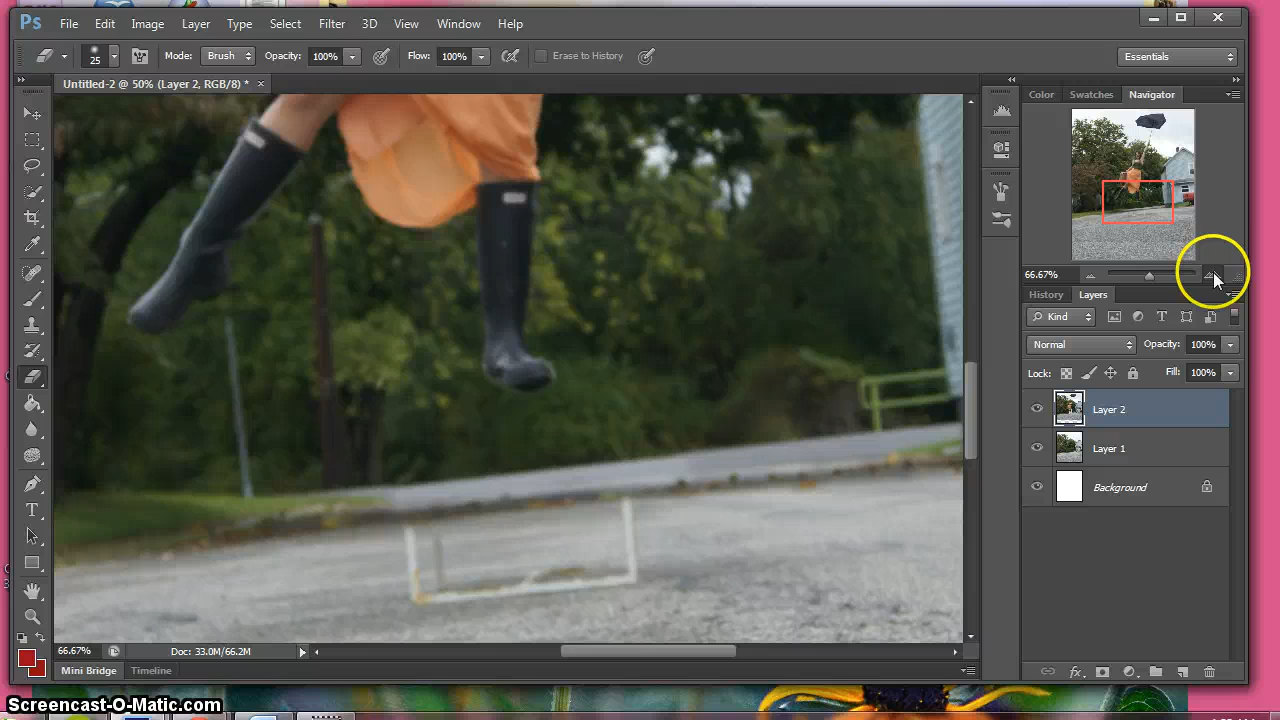 Ps File Edit Image Layer Type Select Filter 3D View Window Help
25 Mode: Brush Opacity: 100% Flow: 100% Erase to History Essentials
Untitled-2 @ 50% (Layer 2, RGB/8) * ×
Color Swatches Navigator
66.67%
History Layers
Kind T
Normal Opacity: 100%
Lock: Fill: 100%
Layer 2
Layer 1
Background
66.67% Doc: 33.0M/66.2M
Mini Bridge Timeline
Screencast-O-Matic.com